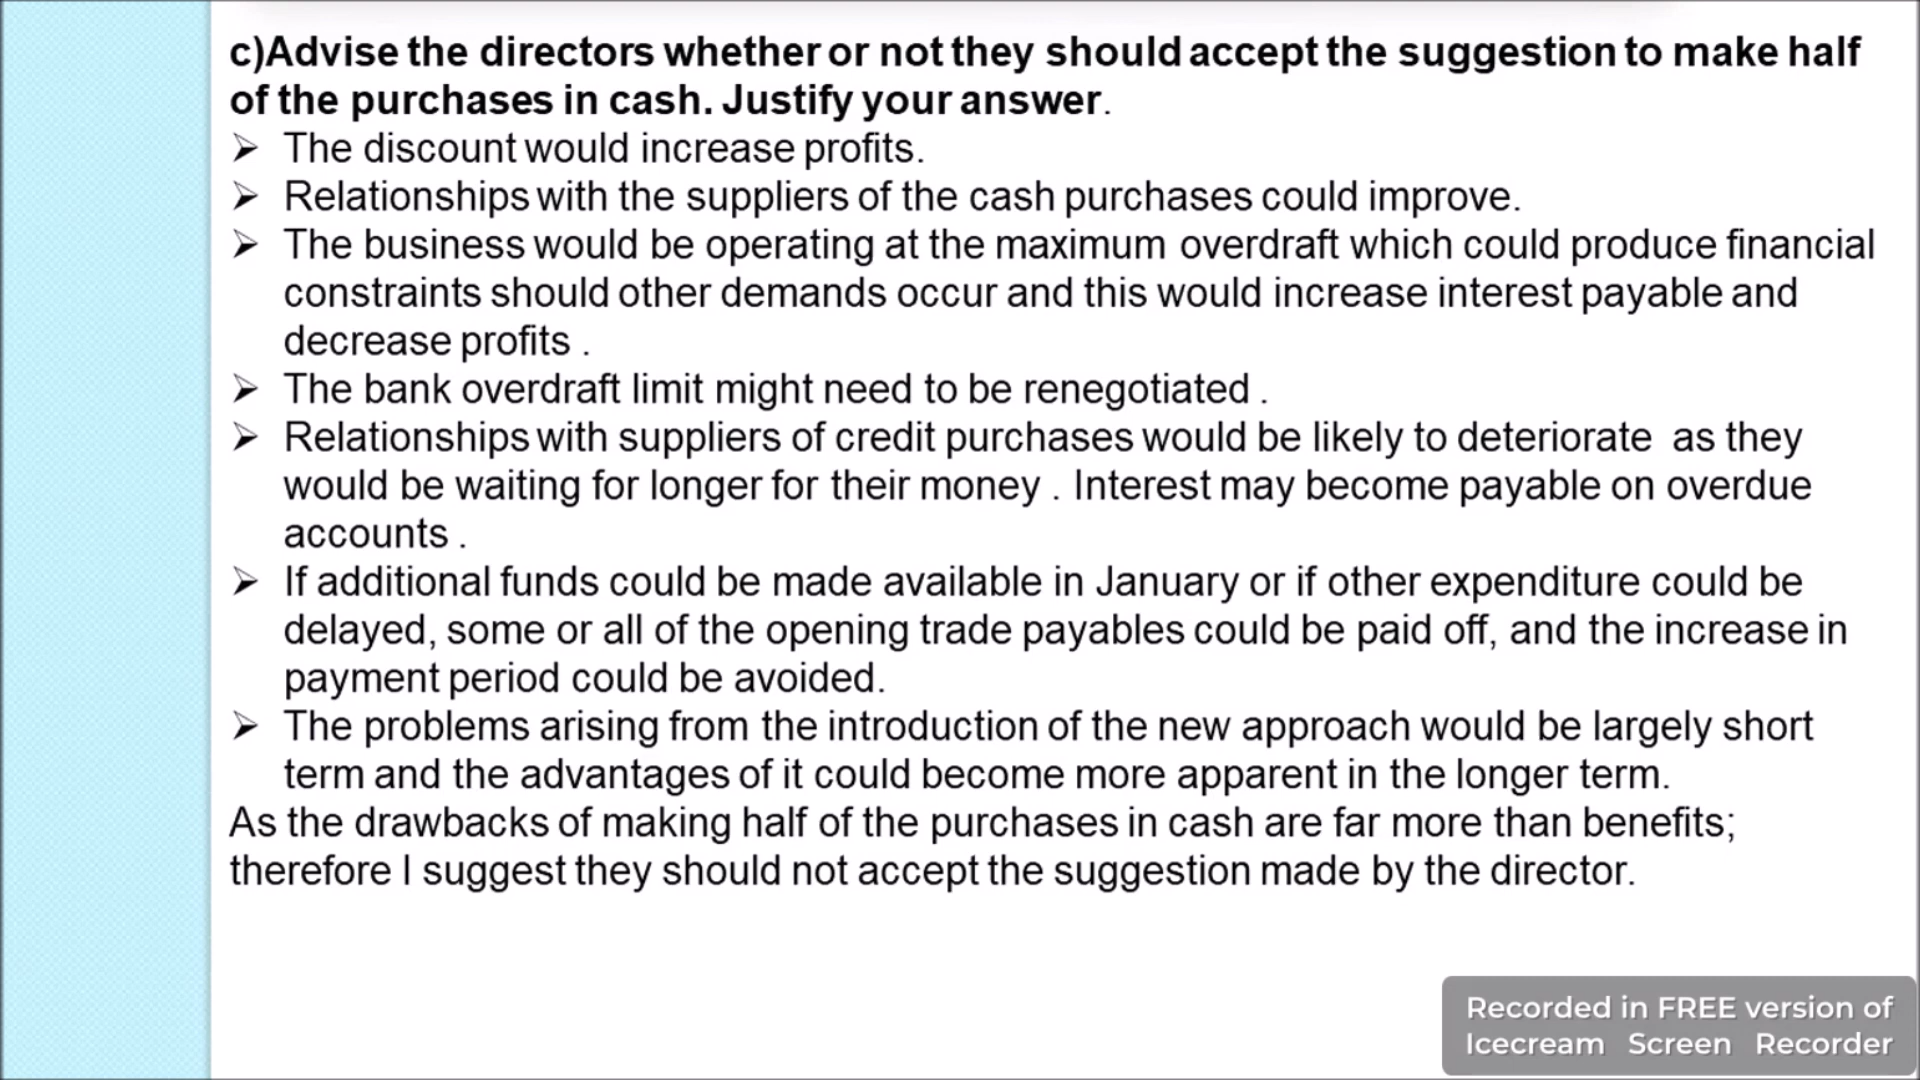 c)Advise the directors whether or not they should accept the suggestion to make half
of the purchases in cash. Justify your answer.
➢ The discount would increase profits.
➢ Relationships with the suppliers of the cash purchases could improve.
➢ The business would be operating at the maximum overdraft which could produce financial
constraints should other demands occur and this would increase interest payable and
decrease profits .
➢ The bank overdraft limit might need to be renegotiated .
➢ Relationships with suppliers of credit purchases would be likely to deteriorate as they
would be waiting for longer for their money . Interest may become payable on overdue
accounts .
➢ If additional funds could be made available in January or if other expenditure could be
delayed, some or all of the opening trade payables could be paid off, and the increase in
payment period could be avoided.
➢ The problems arising from the introduction of the new approach would be largely short
term and the advantages of it could become more apparent in the longer term.
As the drawbacks of making half of the purchases in cash are far more than benefits;
therefore I suggest they should not accept the suggestion made by the director.
Recorded in FREE version of
Icecream Screen Recorder